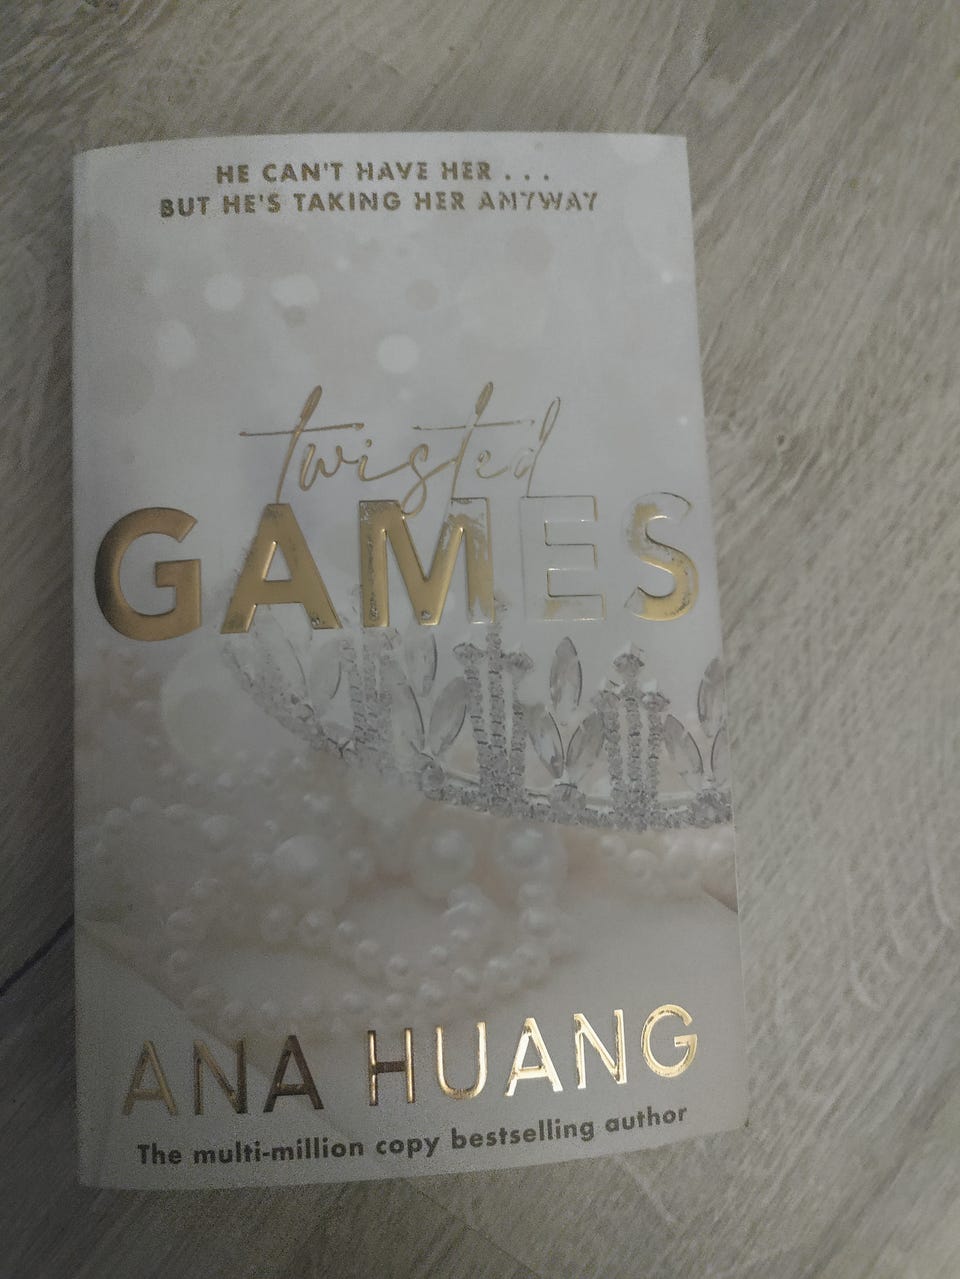 HE CAN'T HAVE HER . . .
BUT HE'S TAKING HER ANYWAY
twisted
GAMES
ANA HUANG
The multi-million copy bestselling author